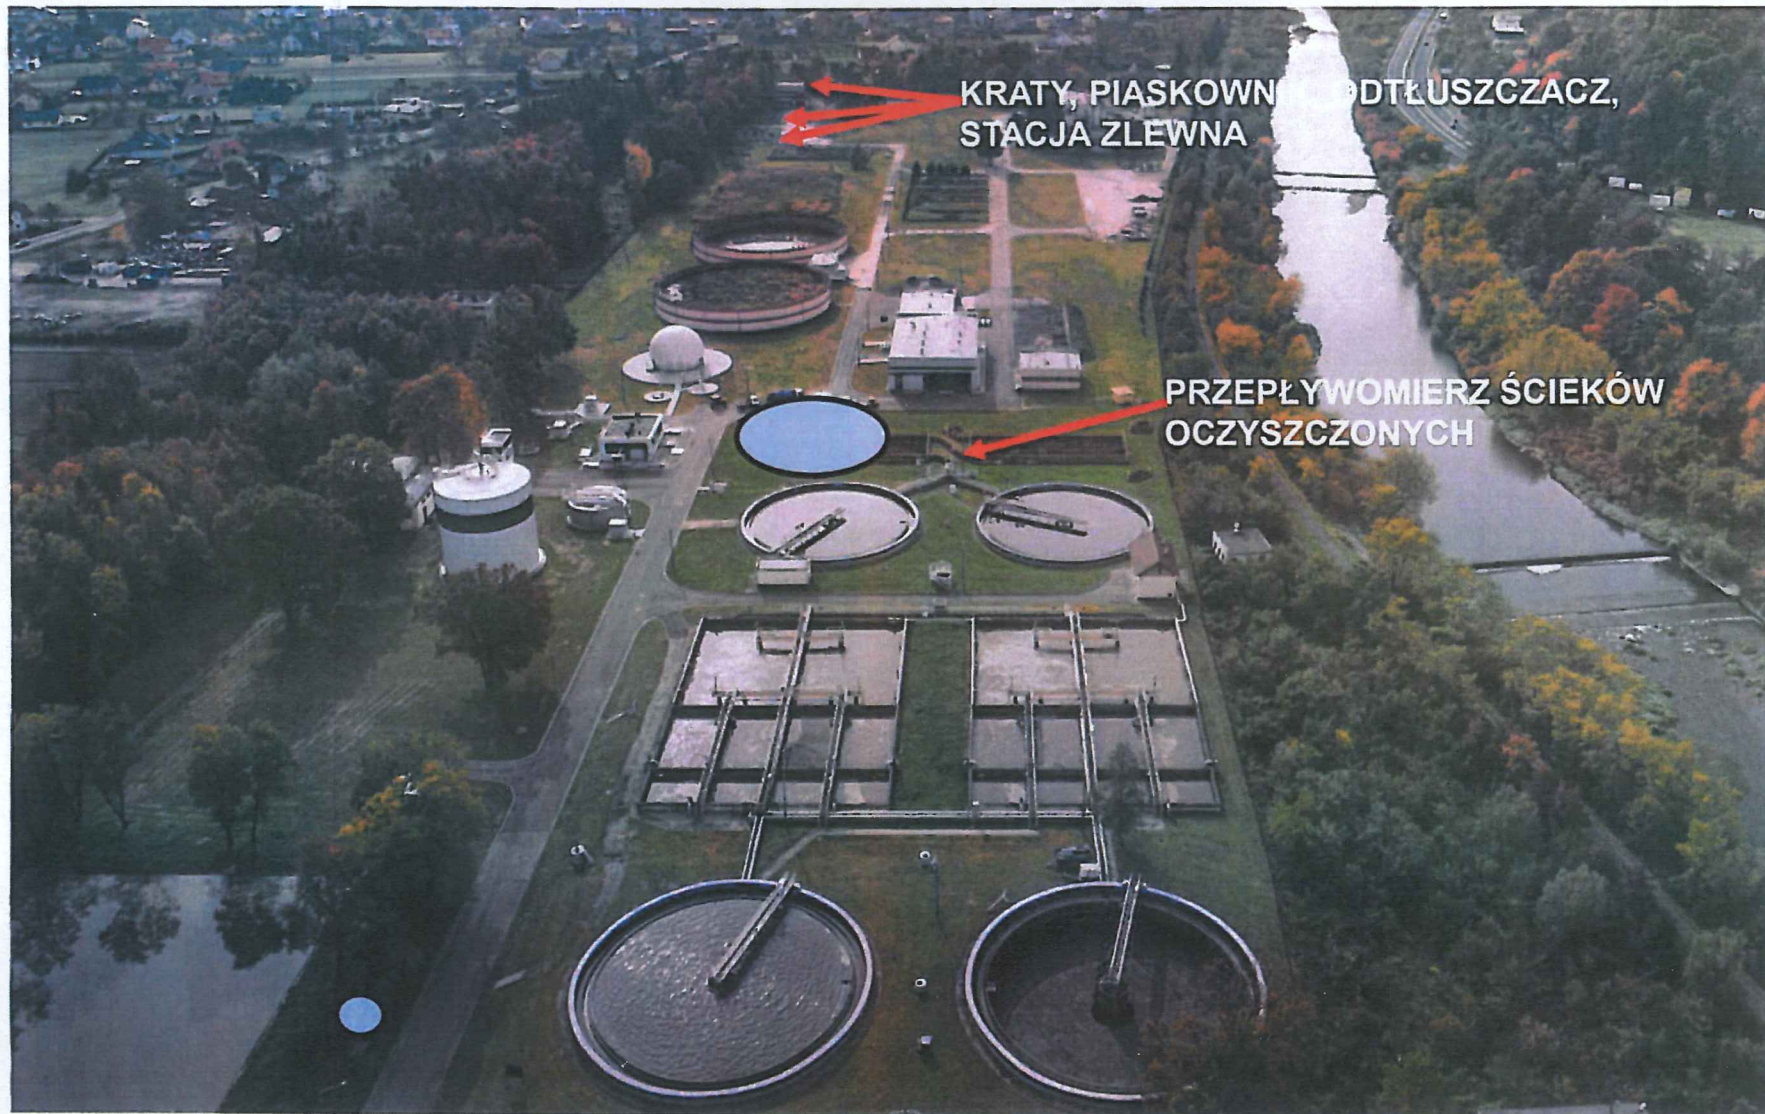 KRATY, PIASKOWN DTŁUSZCZACZ,
STACJA ZLEWNA
PRZEPŁYWOMIERZ ŚCIEKÓW
OCZYSZCZONYCH